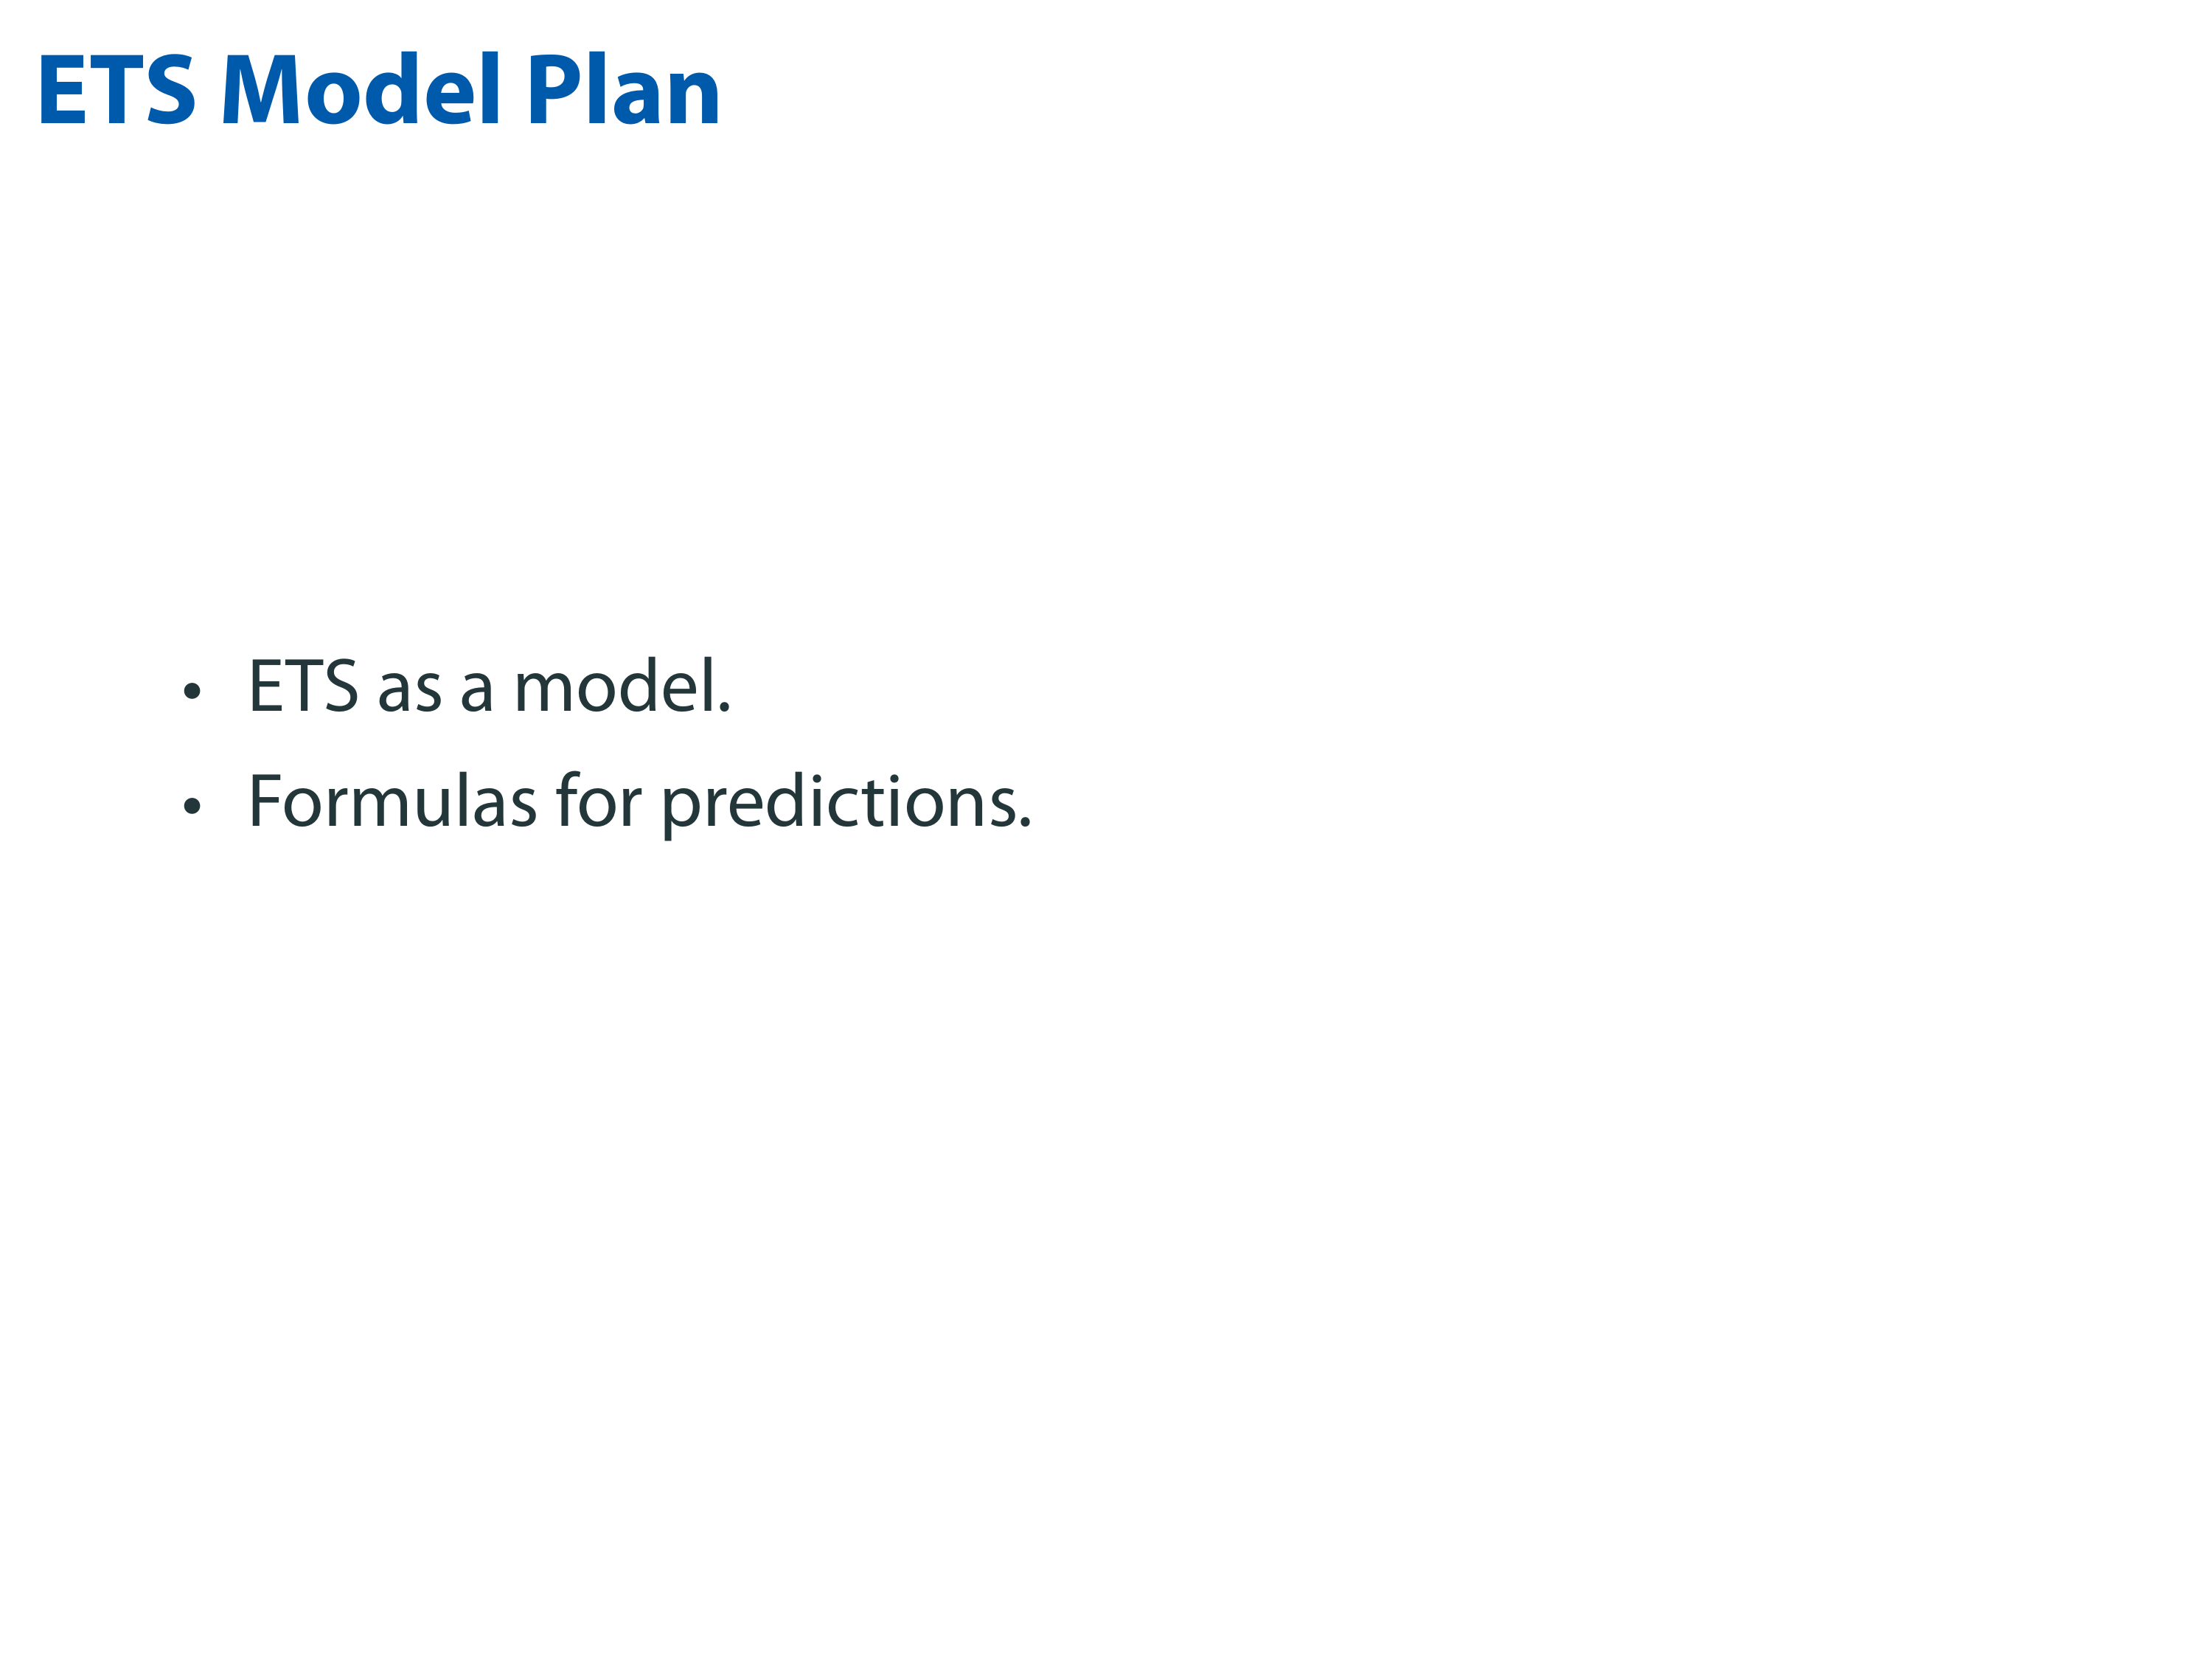 ETS Model Plan
• ETS as a model.
• Formulas for predictions.